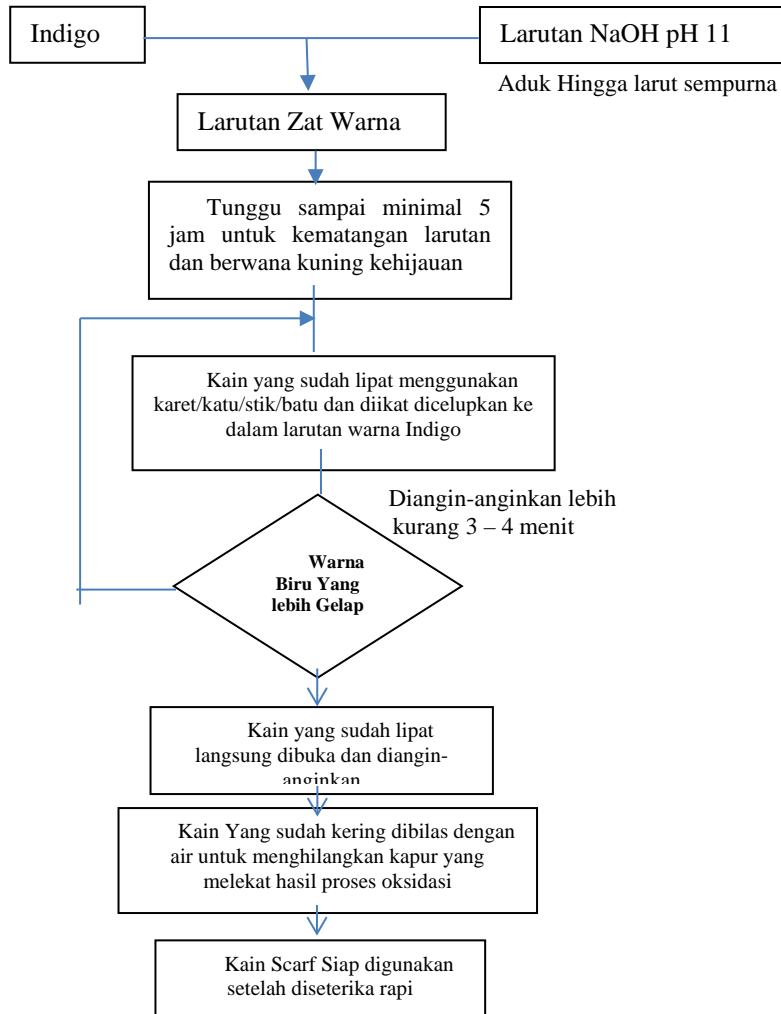 Indigo
Larutan NaOH pH 11
Aduk Hingga larut sempurna
Larutan Zat Warna
Tunggu sampai minimal 5
jam untuk kematangan larutan
dan berwana kuning kehijauan
Kain yang sudah lipat menggunakan
karet/katu/stik/batu dan diikat dicelupkan ke
dalam larutan warna Indigo
Diangin-anginkan lebih
kurang 3 – 4 menit
Warna
Biru Yang
lebih Gelap
Kain yang sudah lipat
langsung dibuka dan diangin-
anginkan
Kain Yang sudah kering dibilas dengan
air untuk menghilangkan kapur yang
melekat hasil proses oksidasi
Kain Scarf Siap digunakan
setelah diseterika rapi